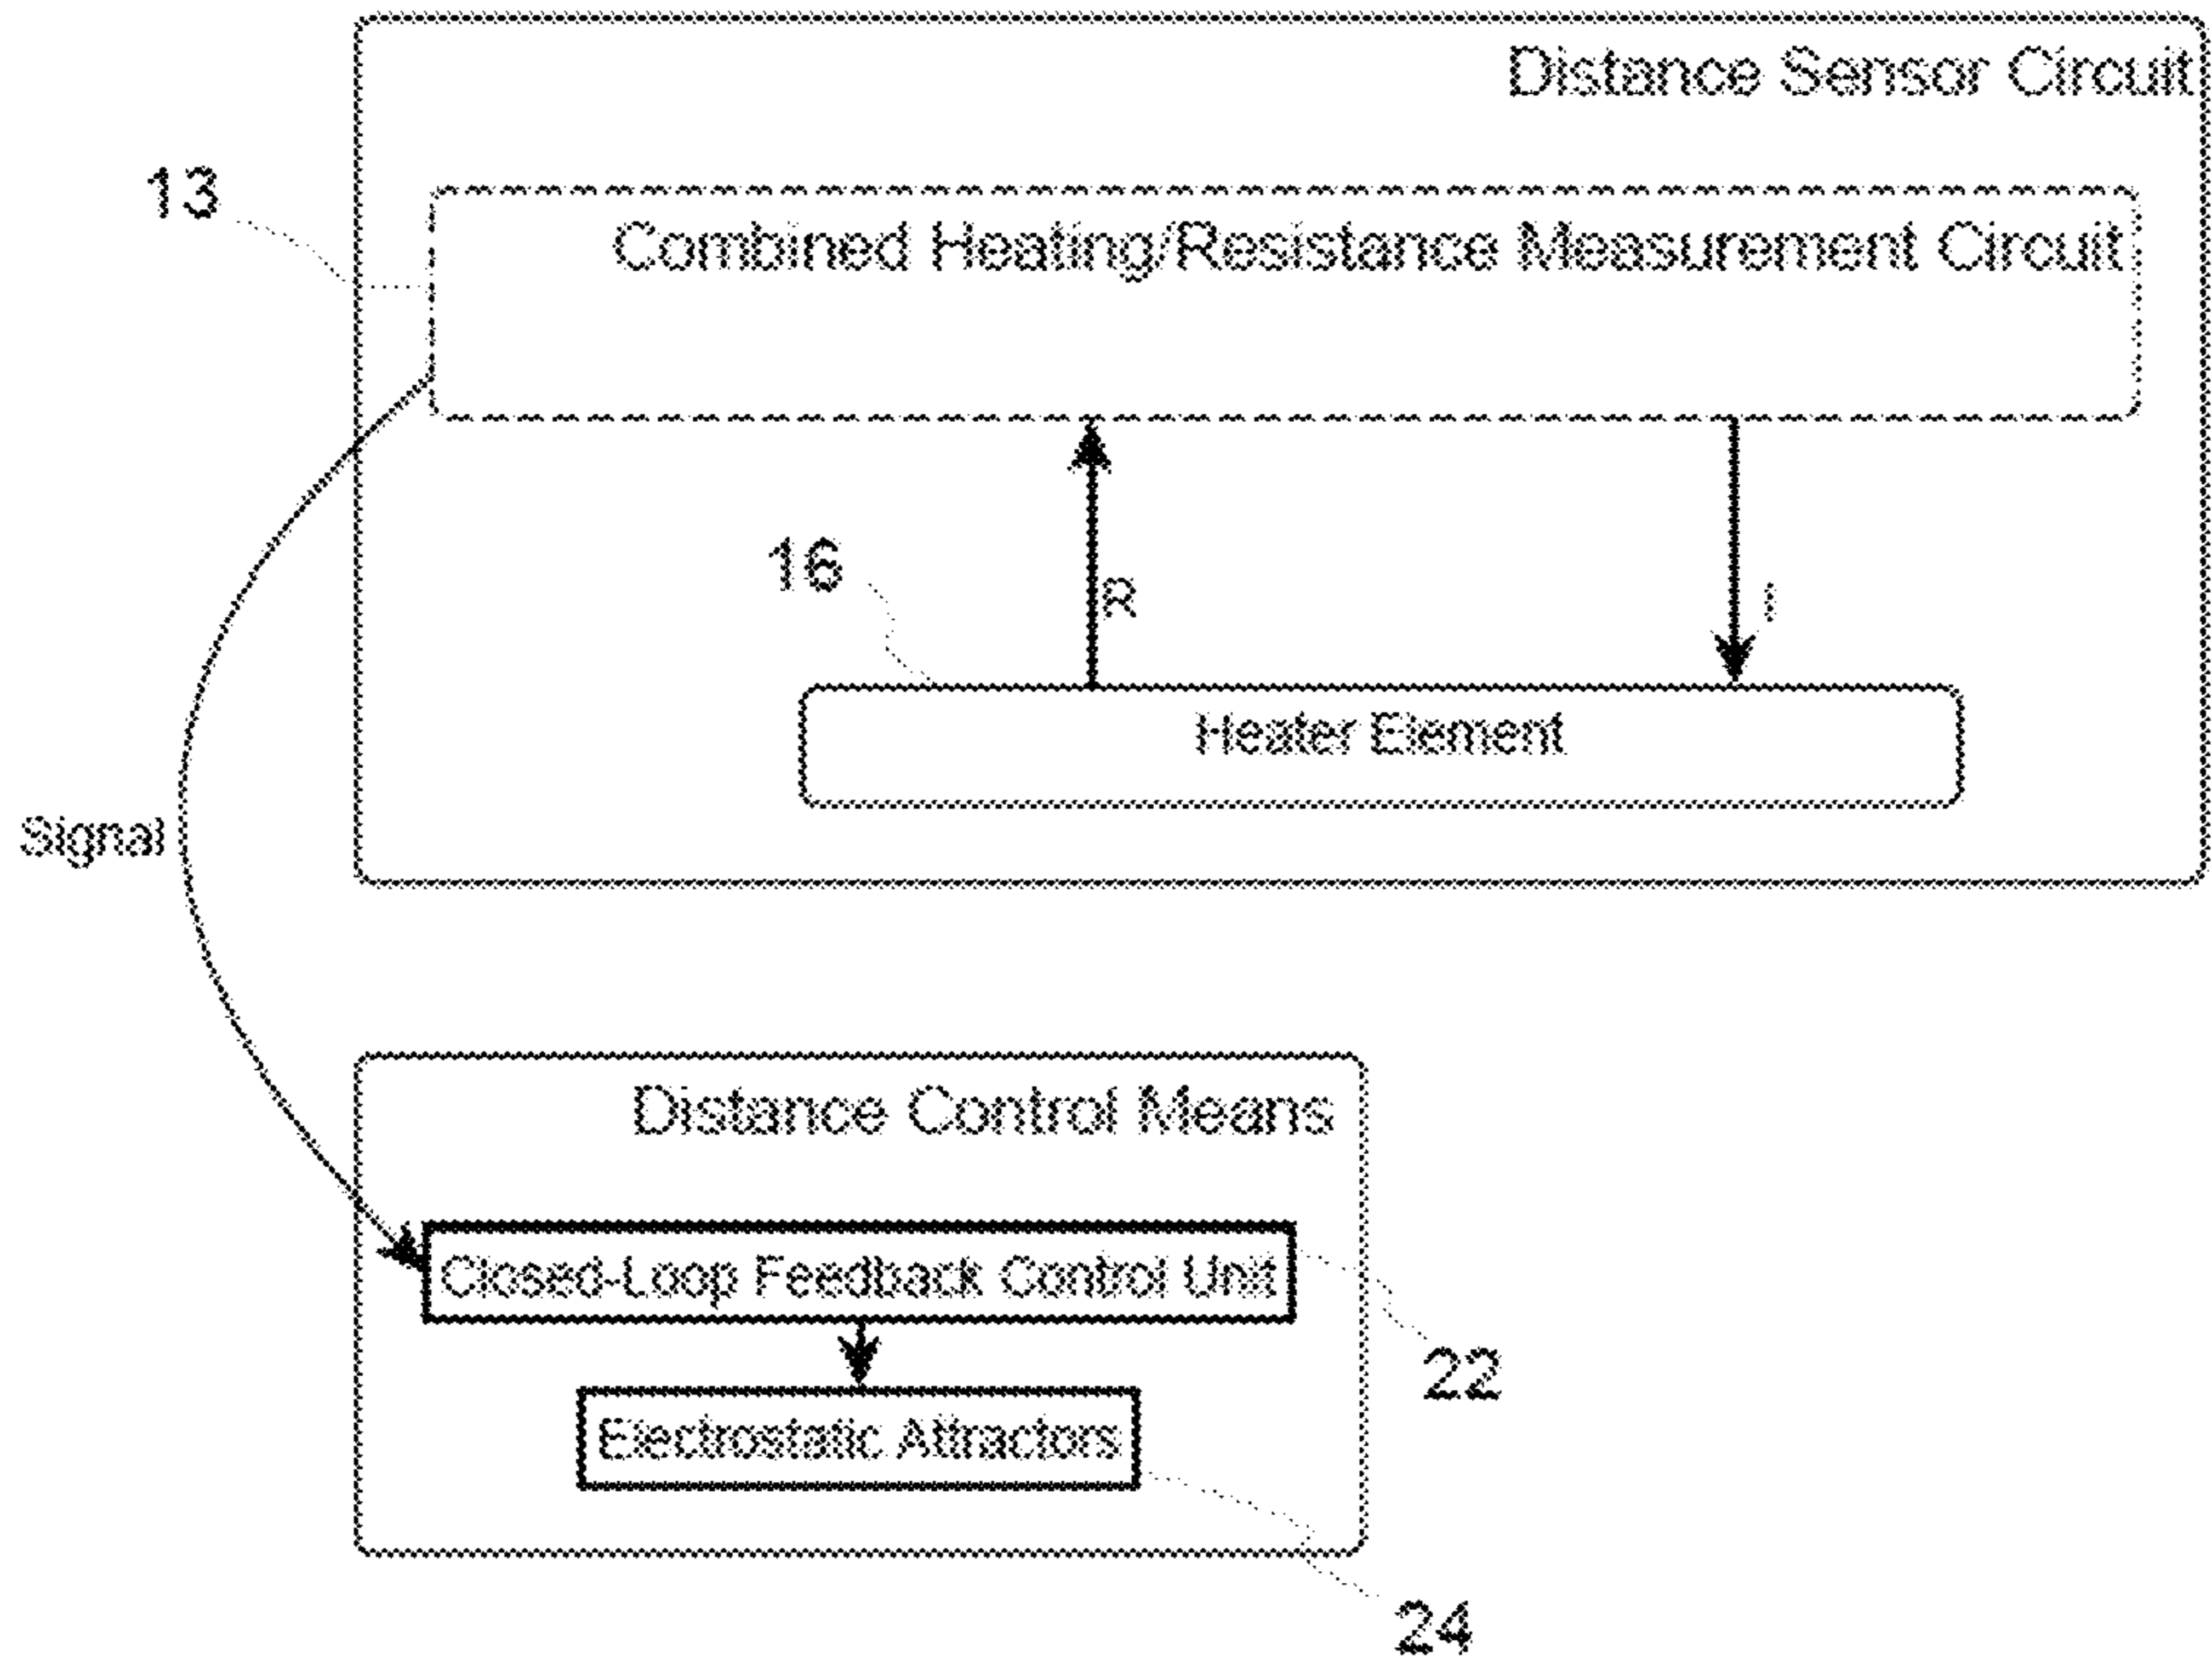 Distance Sensor Circuit
13
Combined Heating/Resistance Measurement Circuit
16
R
I
Heater Element
Signal
Distance Control Means
Closed-Loop Feedback Control Unit
22
Electrostatic Attractors
24